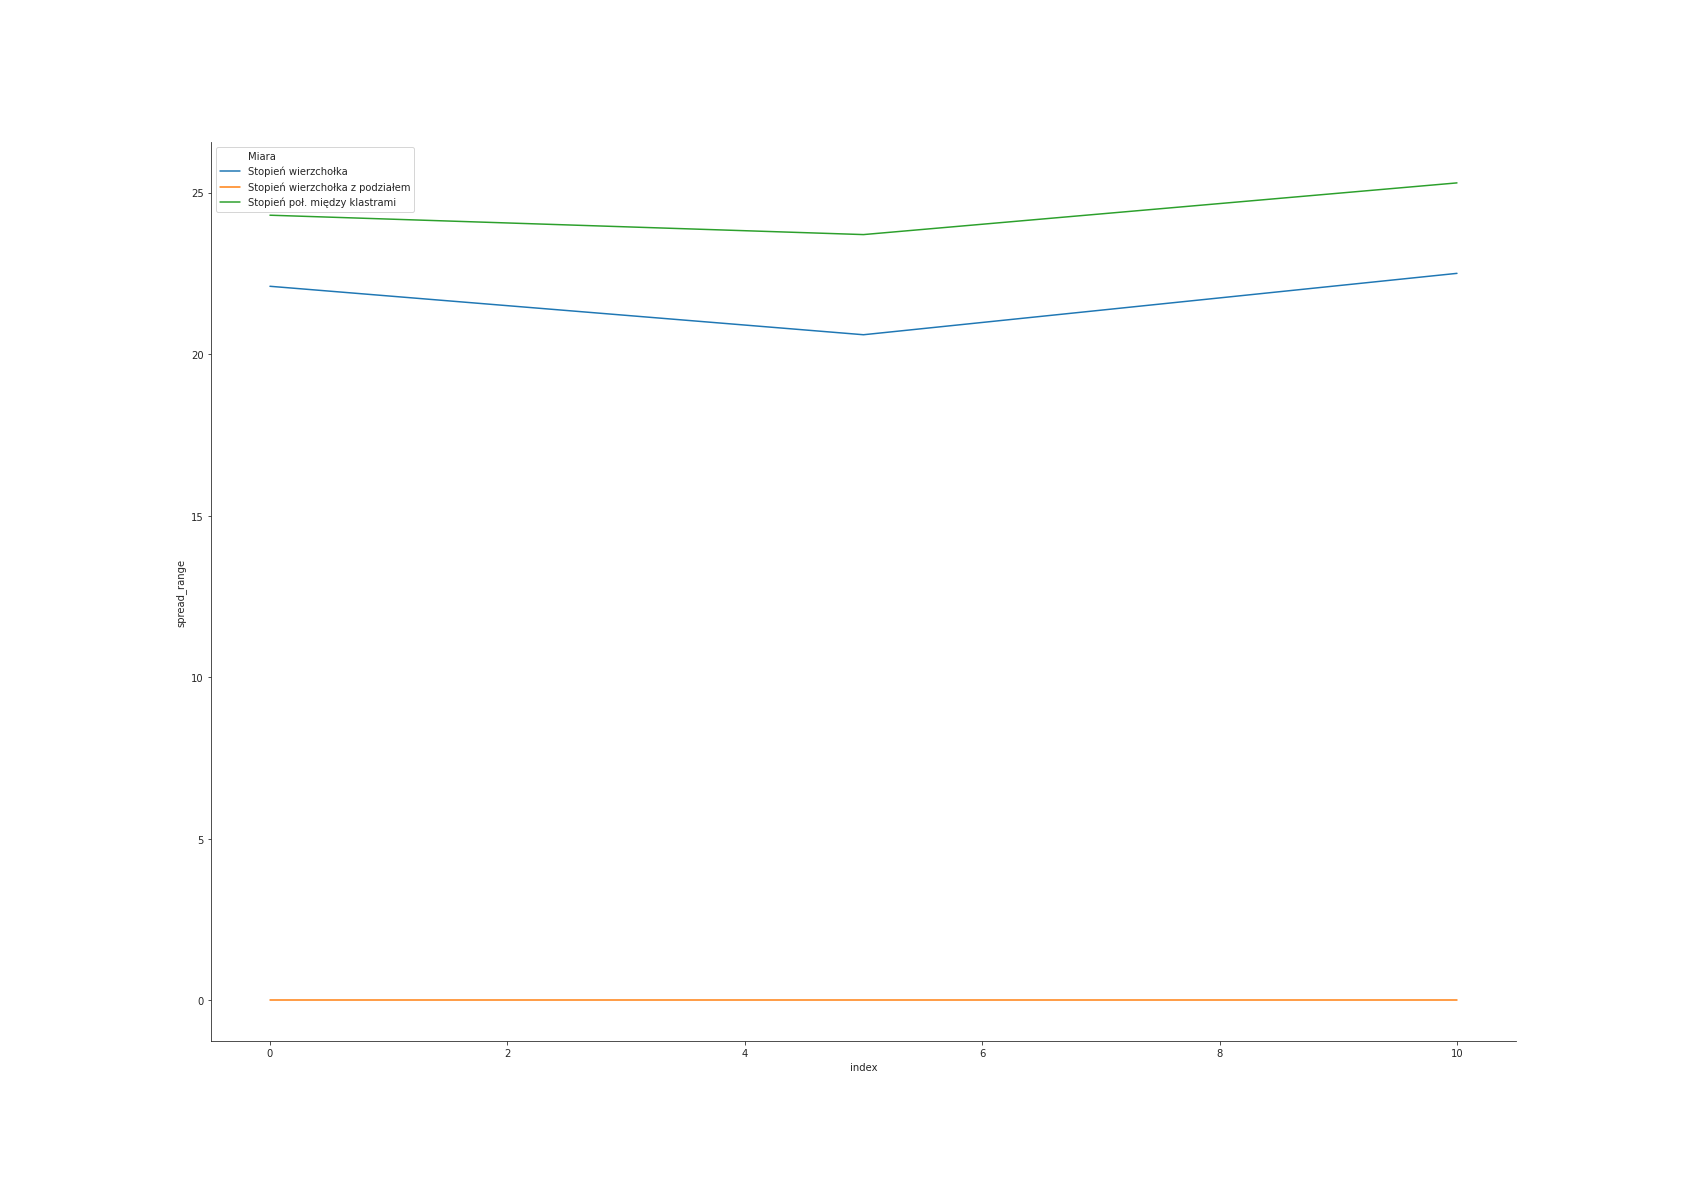 Miara
Stopień wierzchołka
Stopień wierzchołka z podziałem
Stopień poł. między klastrami
25
20
15
10
5
0
spread_range
0 2 4 6 8 10
index